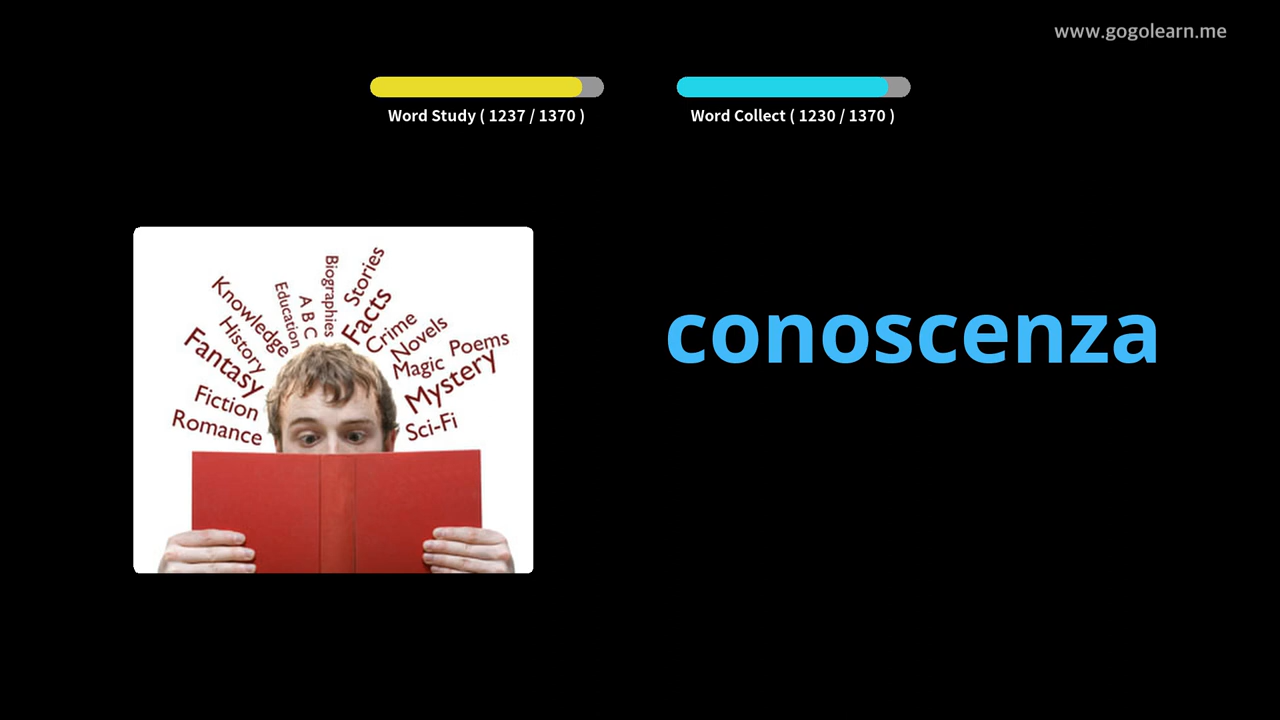 www.gogolearn.me
Word Study ( 1237 / 1370 )
Word Collect ( 1230 / 1370 )
Romance
Fiction
Fantasy
History
Knowledge
Education
A B C
Biographies
Stories
Facts
Crime
Novels
Magic
Poems
Mystery
Sci-Fi
conoscenza